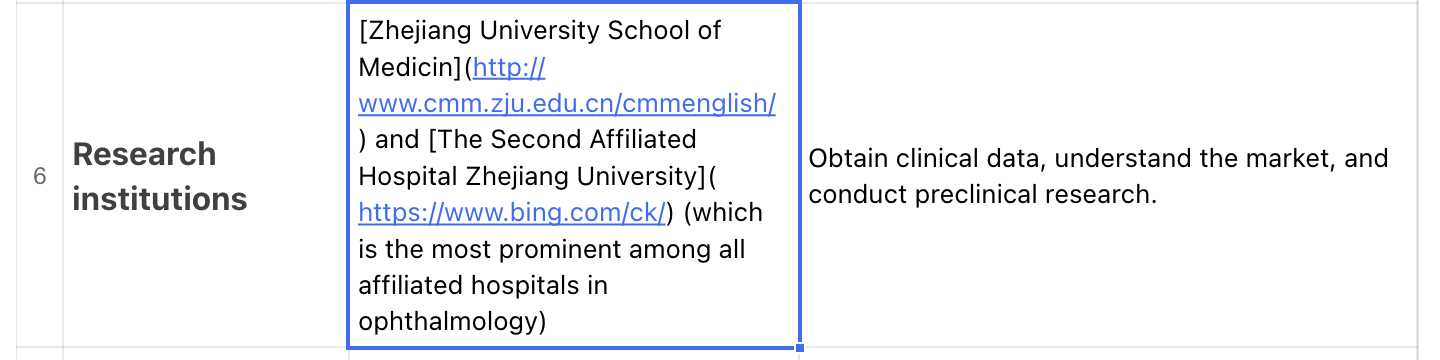 [Zhejiang University School of
Medicin](http://
www.cmm.zju.edu.cn/cmmenglish/
) and [The Second Affiliated
Hospital Zhejiang University](
https://www.bing.com/ck/) (which
is the most prominent among all
affiliated hospitals in
ophthalmology)
6
Research
institutions
Obtain clinical data, understand the market, and
conduct preclinical research.